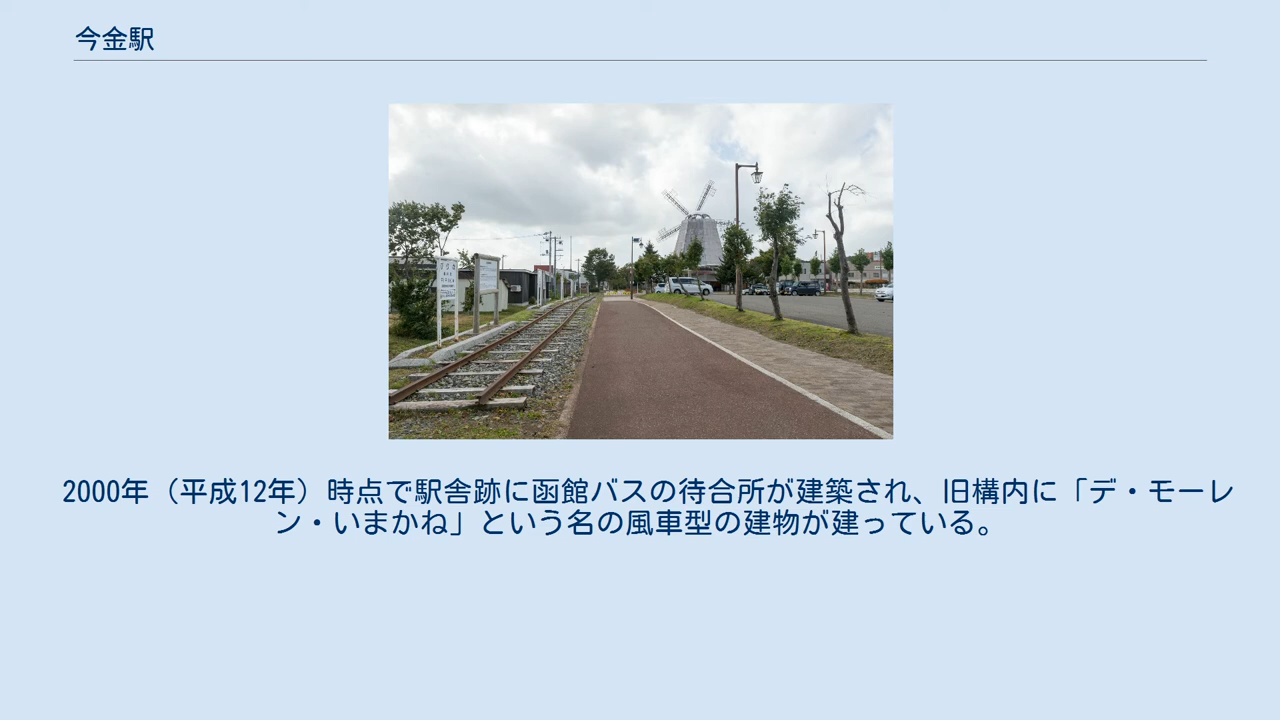 今金駅
2000年（平成12年）時点で駅舎跡に函館バスの待合所が建築され、旧構内に「デ・モーレ
ン・いまかね」という名の風車型の建物が建っている。